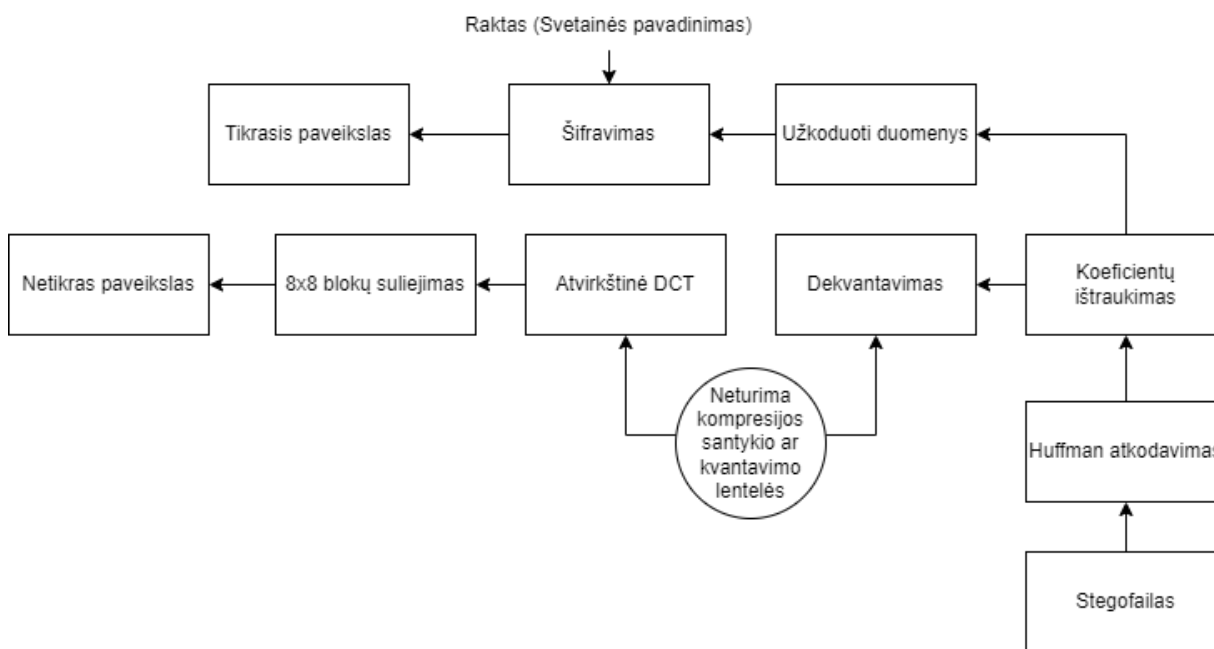 Raktas (Svetainės pavadinimas)
Tikrasis paveikslas
Šifravimas
Užkoduoti duomenys
Netikras paveikslas
8x8 blokų suliejimas
Atvirkštinė DCT
Dekvantavimas
Koeficientų
ištraukimas
Neturima
kompresijos
santykio ar
kvantavimo
lentelės
Huffman atkodavimas
Stegofailas